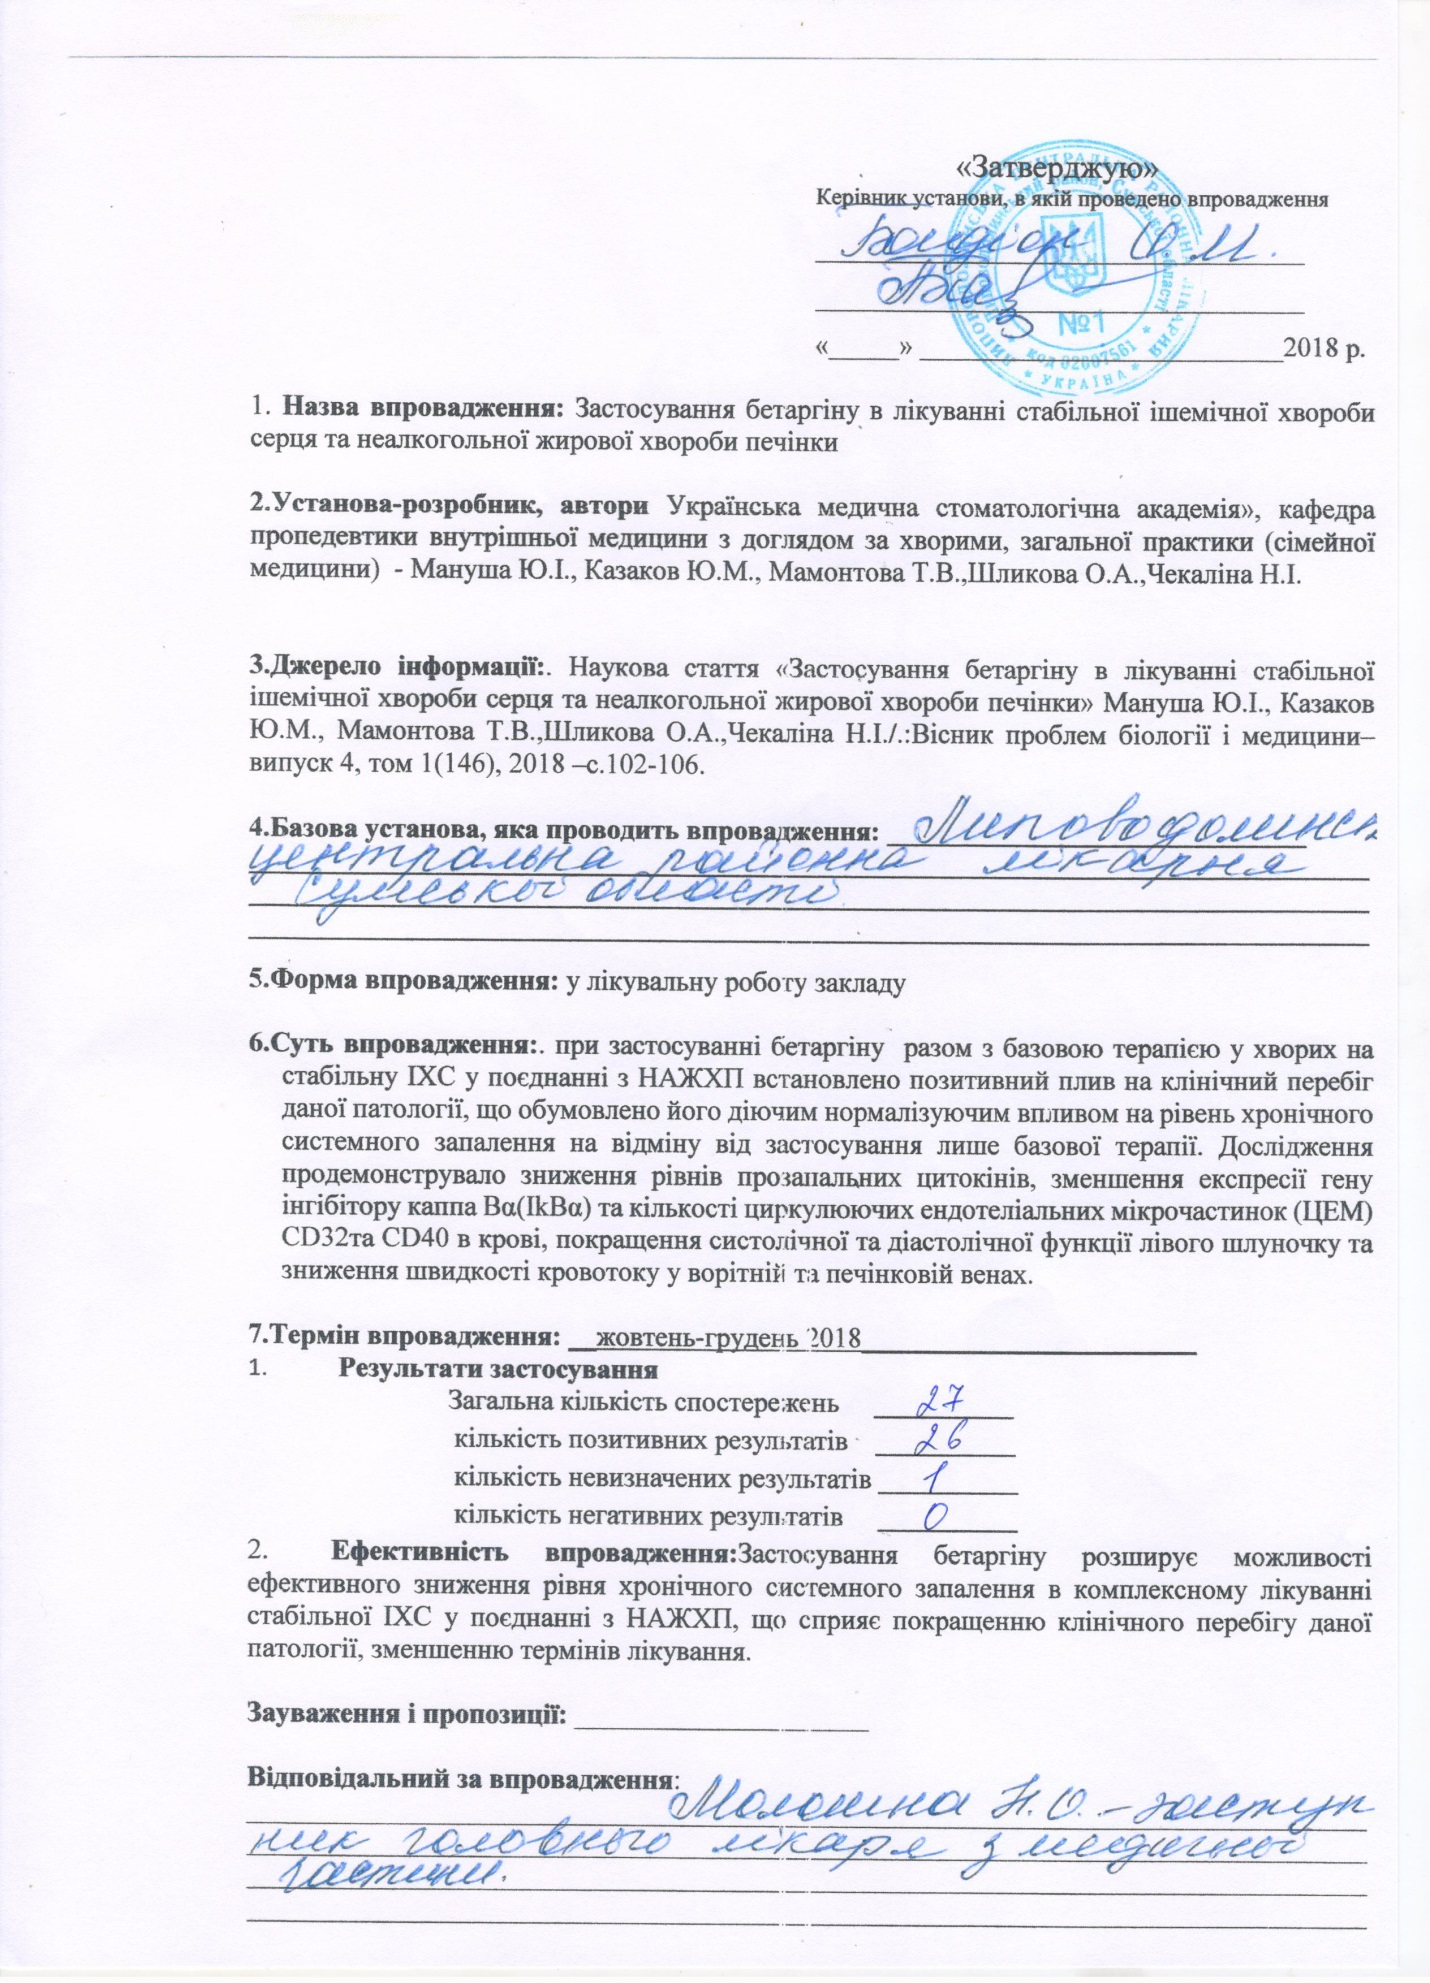 «Затверджую»
Керівник установи, в якій проведено впровадження
Ю.М.
№1
код 02007561
* УКРАЇНА *
«_____» __________________________2018 р.
1. Назва впровадження: Застосування бетаргіну в лікуванні стабільної ішемічної хвороби
серця та неалкогольної жирової хвороби печінки
2.Установа-розробник, автори Українська медична стоматологічна академія», кафедра
пропедевтики внутрішньої медицини з доглядом за хворими, загальної практики (сімейної
медицини) - Мануша Ю.І., Казаков Ю.М., Мамонтова Т.В.,Шликова О.А.,Чекаліна Н.І.
3.Джерело інформації:. Наукова стаття «Застосування бетаргіну в лікуванні стабільної
ішемічної хвороби серця та неалкогольної жирової хвороби печінки» Мануша Ю.І., Казаков
Ю.М., Мамонтова Т.В.,Шликова О.А.,Чекаліна Н.І./.:Вісник проблем біології і медицини–
випуск 4, том 1(146), 2018 –с.102-106.
4.Базова установа, яка проводить впровадження: Липоводолинськ
центральна районна лікарня
Сумської області
5.Форма впровадження: у лікувальну роботу закладу
6.Суть впровадження:. при застосуванні бетаргіну разом з базовою терапією у хворих на
стабільну ІХС у поєднанні з НАЖХП встановлено позитивний плив на клінічний перебіг
даної патології, що обумовлено його діючим нормалізуючим впливом на рівень хронічного
системного запалення на відміну від застосування лише базової терапії. Дослідження
продемонструвало зниження рівнів прозапальних цитокінів, зменшення експресії гену
інгібітору каппа Bα(IkBα) та кількості циркулюючих ендотеліальних мікрочастинок (ЦЕМ)
CD32та CD40 в крові, покращення систолічної та діастолічної функції лівого шлуночку та
зниження швидкості кровотоку у ворітній та печінковій венах.
7.Термін впровадження: __жовтень-грудень 2018________________________
1. Результати застосування
Загальна кількість спостережень 27
кількість позитивних результатів 26
кількість невизначених результатів 1
кількість негативних результатів 0
2. Ефективність впровадження:Застосування бетаргіну розширує можливості
ефективного зниження рівня хронічного системного запалення в комплексному лікуванні
стабільної ІХС у поєднанні з НАЖХП, що сприяє покращенню клінічного перебігу даної
патології, зменшенню термінів лікування.
Зауваження і пропозиції: _____________________
Відповідальний за впровадження:
Н.О. – заступ
ник головного лікаря з медичної
частини.